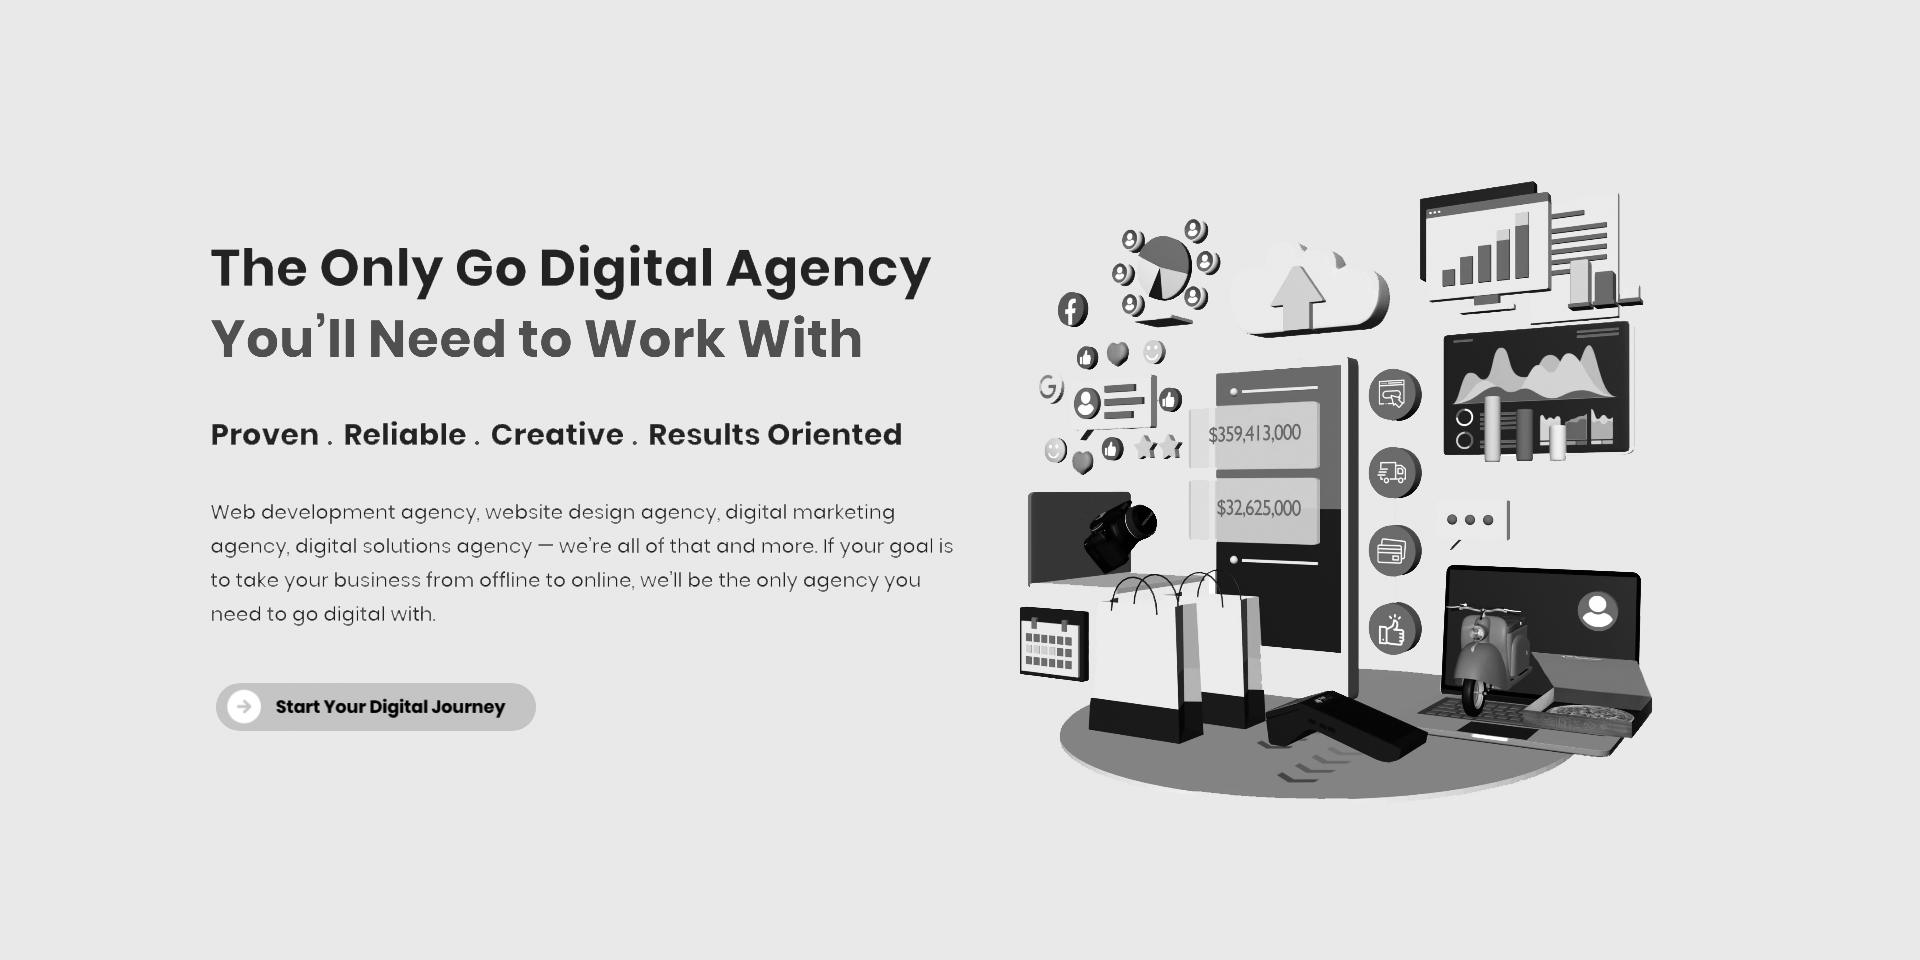 The Only Go Digital Agency
You’ll Need to Work With
Proven . Reliable . Creative . Results Oriented
Web development agency, website design agency, digital marketing
agency, digital solutions agency — we’re all of that and more. If your goal is
to take your business from offline to online, we’ll be the only agency you
need to go digital with.
Start Your Digital Journey
$359,413,000
$32,625,000